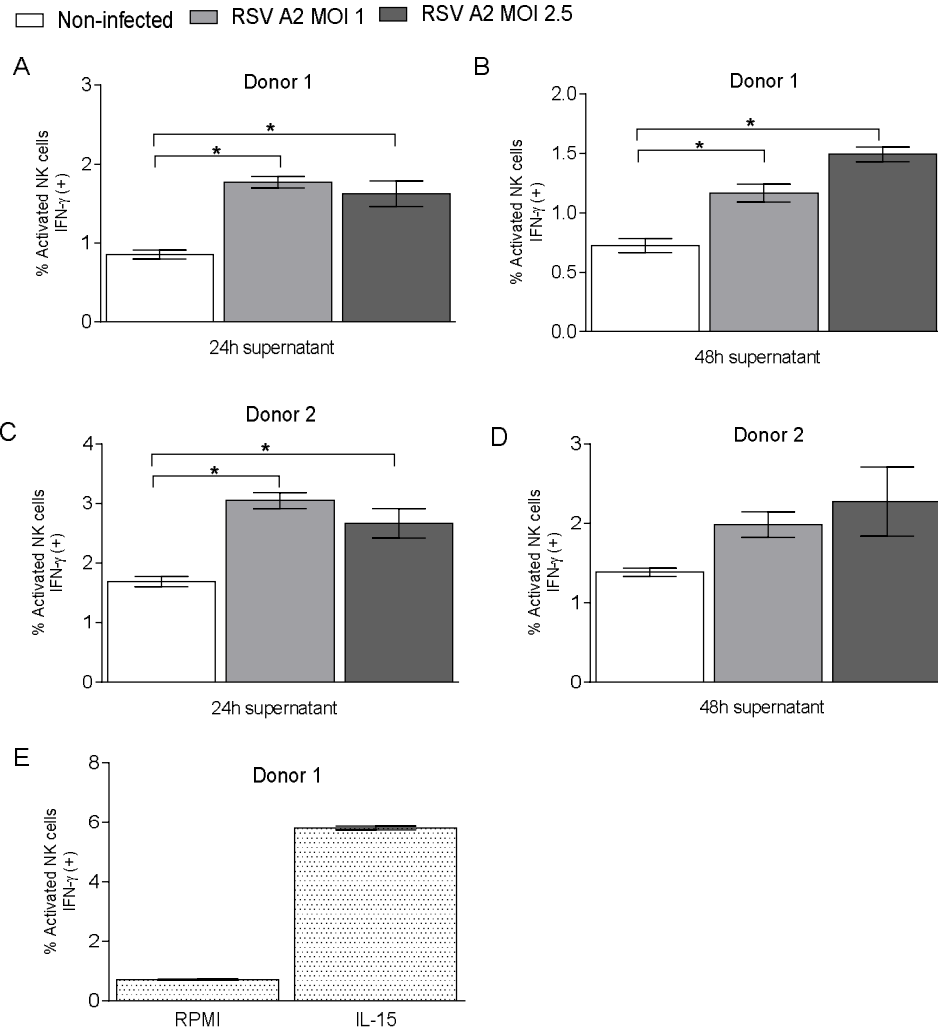 Non-infected RSV A2 MOI 1 RSV A2 MOI 2.5
A
Donor 1
% Activated NK cells
IFN-γ (+)
3
2
1
0
*
*
24h supernatant
B
Donor 1
% Activated NK cells
IFN-γ (+)
2.0
1.5
1.0
0.5
0.0
*
*
48h supernatant
C
Donor 2
% Activated NK cells
IFN-γ (+)
4
3
2
1
0
*
*
24h supernatant
D
Donor 2
% Activated NK cells
IFN-γ (+)
3
2
1
0
48h supernatant
E
Donor 1
% Activated NK cells
IFN-γ (+)
8
6
4
2
0
RPMI IL-15